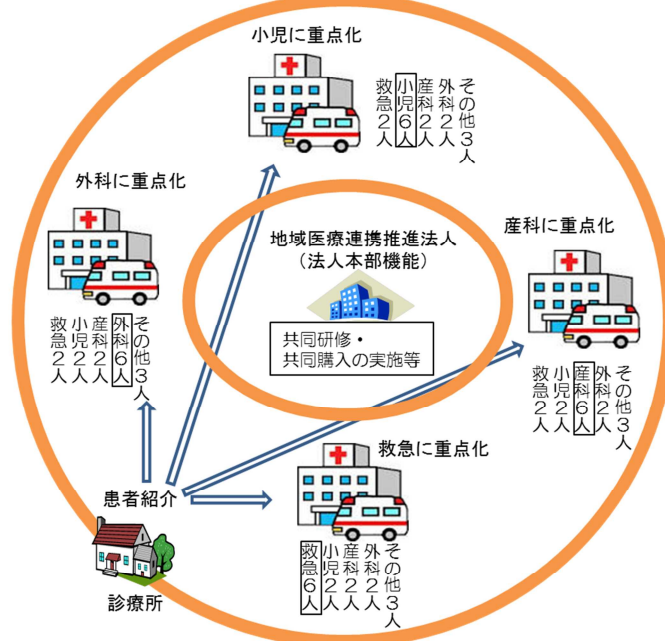 小児に重点化
その他3人
外科2人
産科2人
小児6人
救急2人
外科に重点化
その他3人
外科6人
産科2人
小児2人
救急2人
地域医療連携推進法人
（法人本部機能）
共同研修・
共同購入の実施等
産科に重点化
その他3人
外科2人
産科6人
小児2人
救急2人
救急に重点化
その他3人
外科2人
産科2人
小児2人
救急6人
患者紹介
診療所